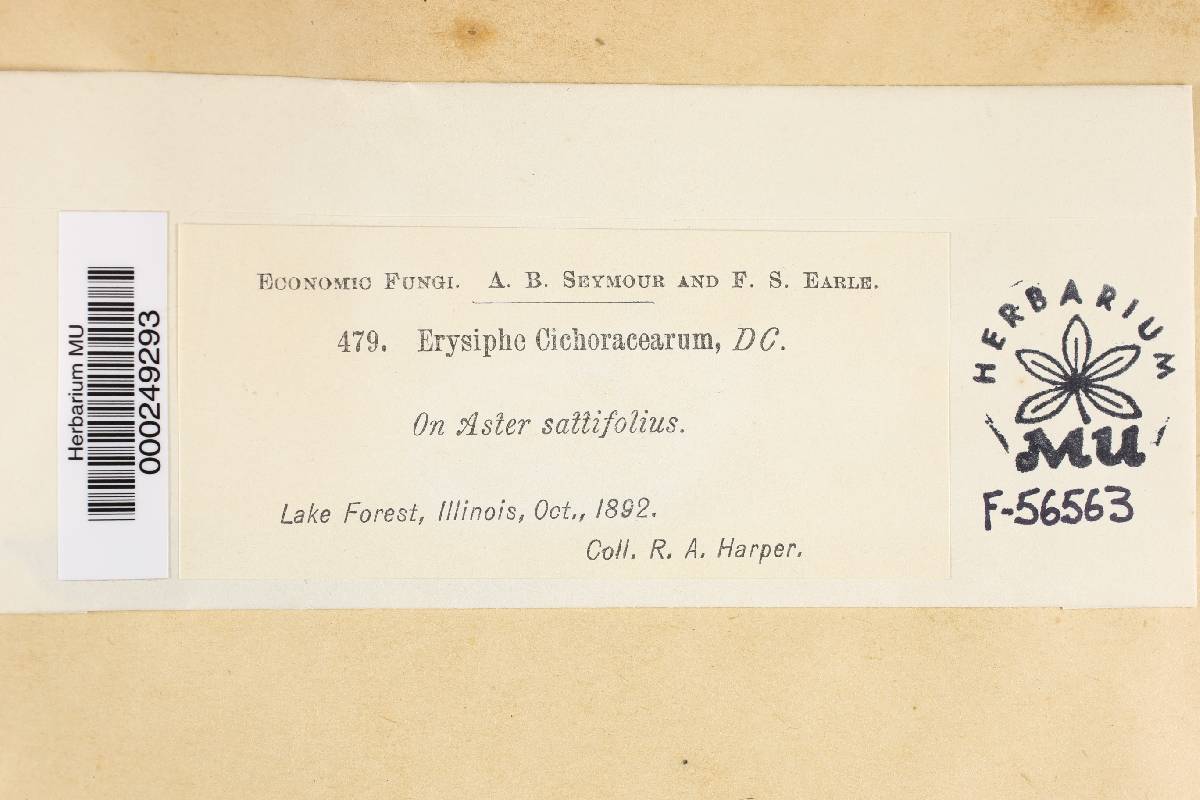 ECONOMIC FUNGI. A. B. SEYMOUR AND F. S. EARLE.
479. Erysiphe Cichoracearum, DC.
On Aster sattifolius.
Lake Forest, Illinois, Oct., 1892.
Coll. R. A. Harper.
Herbarium MU
000249293
HERBARIUM
MU
F-56563